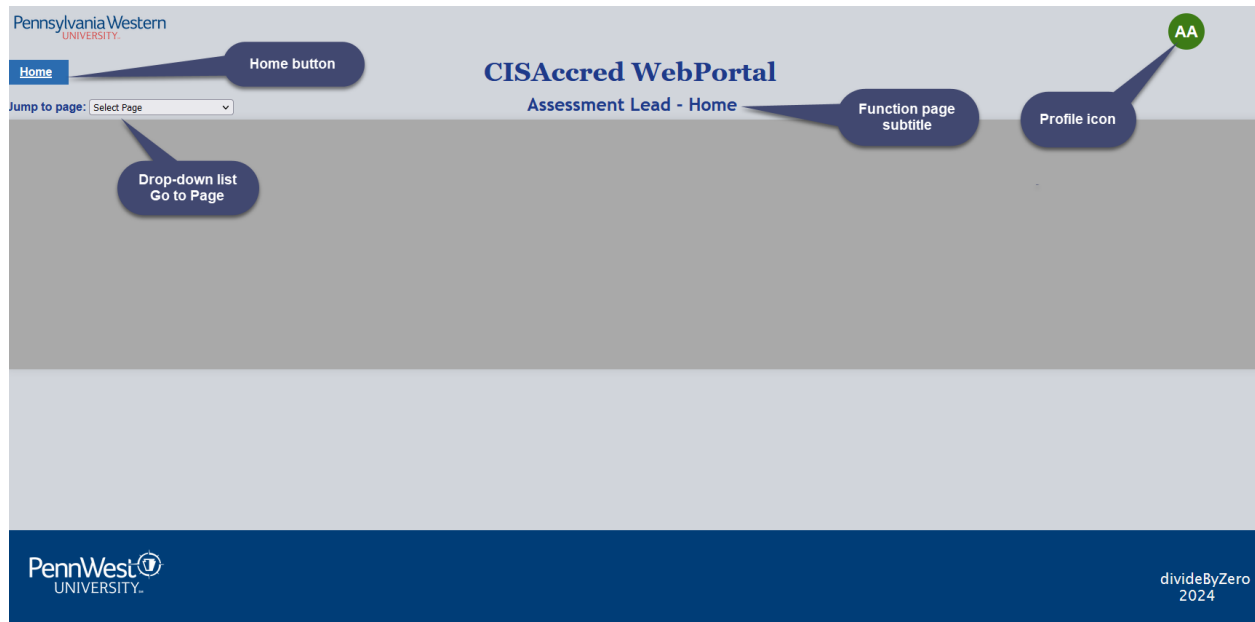 Pennsylvania Western
UNIVERSITY.
AA
Home
Home button
CISAccred WebPortal
Jump to page: Select Page
Assessment Lead - Home
Function page
subtitle
Profile icon
Drop-down list
Go to Page
PennWest
UNIVERSITY
divideByZero
2024